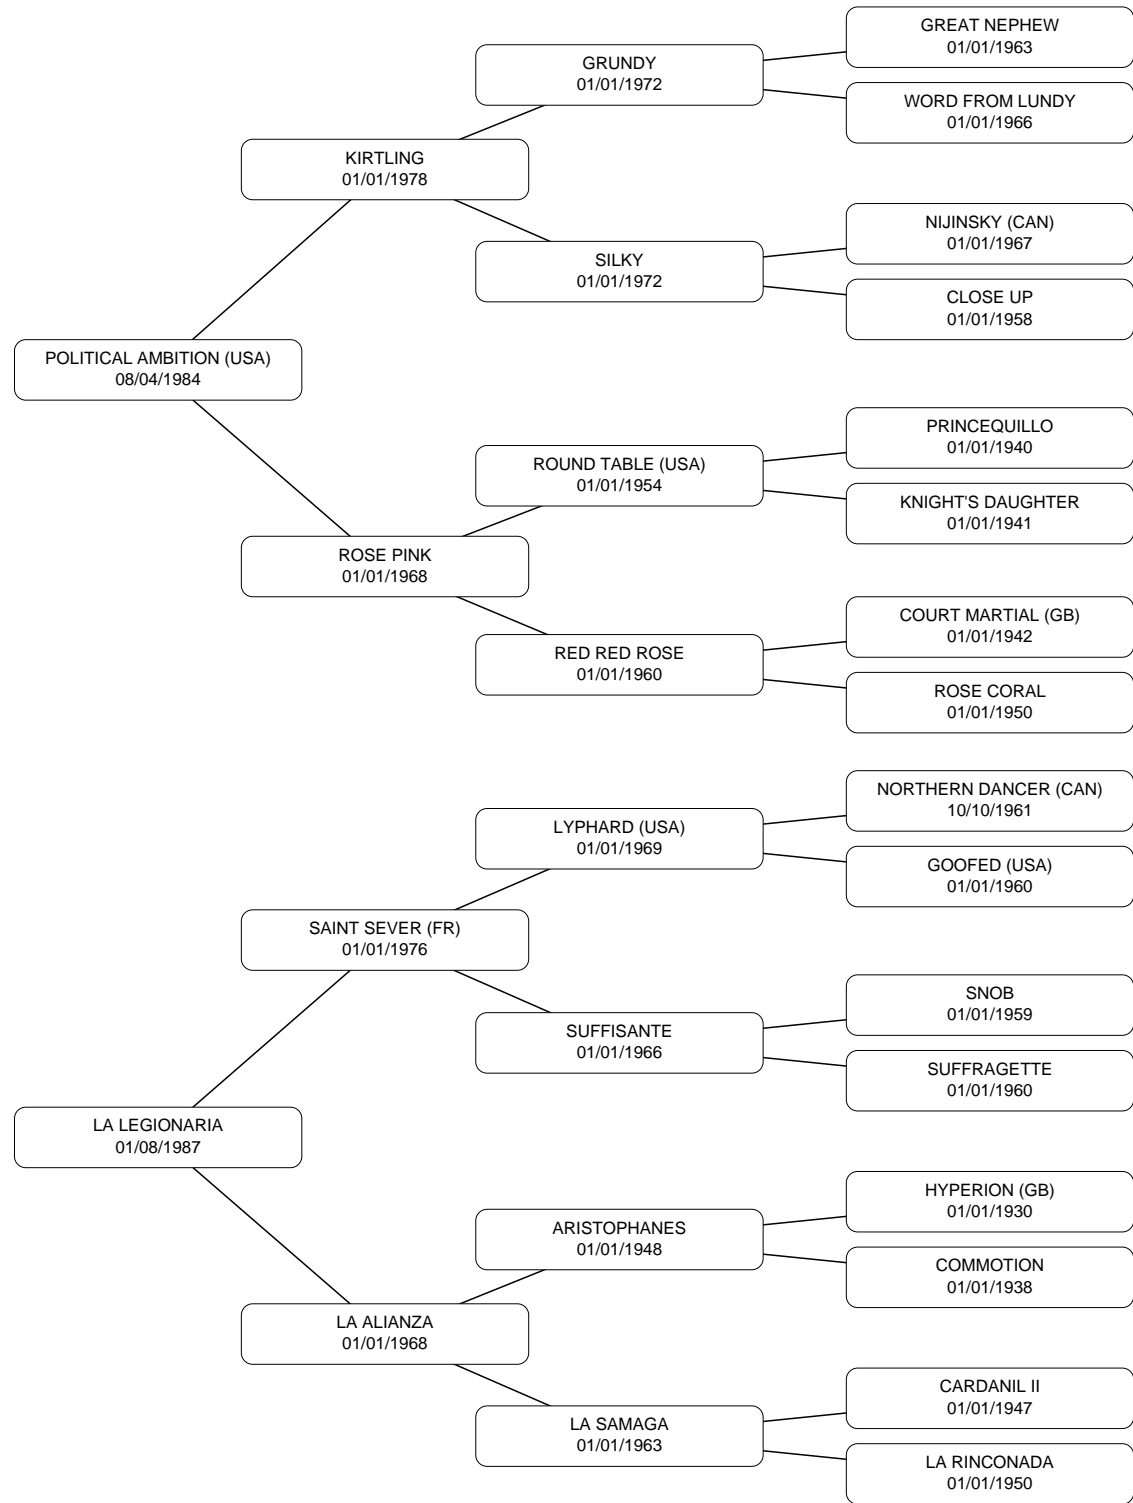 GREAT NEPHEW
01/01/1963
GRUNDY
01/01/1972
WORD FROM LUNDY
01/01/1966
KIRTLING
01/01/1978
NIJINSKY (CAN)
01/01/1967
SILKY
01/01/1972
CLOSE UP
01/01/1958
POLITICAL AMBITION (USA)
08/04/1984
PRINCEQUILLO
01/01/1940
ROUND TABLE (USA)
01/01/1954
KNIGHT'S DAUGHTER
01/01/1941
ROSE PINK
01/01/1968
COURT MARTIAL (GB)
01/01/1942
RED RED ROSE
01/01/1960
ROSE CORAL
01/01/1950
NORTHERN DANCER (CAN)
10/10/1961
LYPHARD (USA)
01/01/1969
GOOFED (USA)
01/01/1960
SAINT SEVER (FR)
01/01/1976
SNOB
01/01/1959
SUFFISANTE
01/01/1966
SUFFRAGETTE
01/01/1960
LA LEGIONARIA
01/08/1987
HYPERION (GB)
01/01/1930
ARISTOPHANES
01/01/1948
COMMOTION
01/01/1938
LA ALIANZA
01/01/1968
CARDANIL II
01/01/1947
LA SAMAGA
01/01/1963
LA RINCONADA
01/01/1950